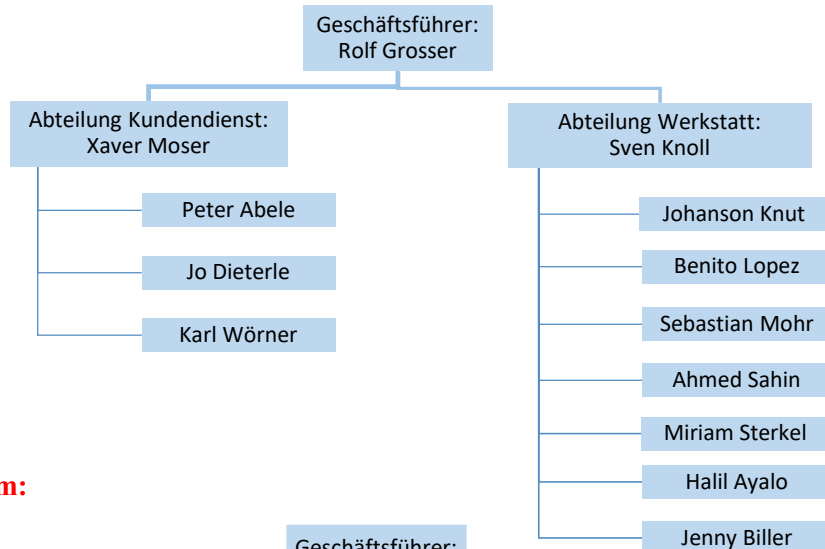 Geschäftsführer:
Rolf Grosser
Abteilung Kundendienst:
Xaver Moser
Peter Abele
Jo Dieterle
Karl Wörner
Abteilung Werkstatt:
Sven Knoll
Johanson Knut
Benito Lopez
Sebastian Mohr
Ahmed Sahin
Miriam Sterkel
Halil Ayalo
Jenny Biller
m:
Geschäftsführer: